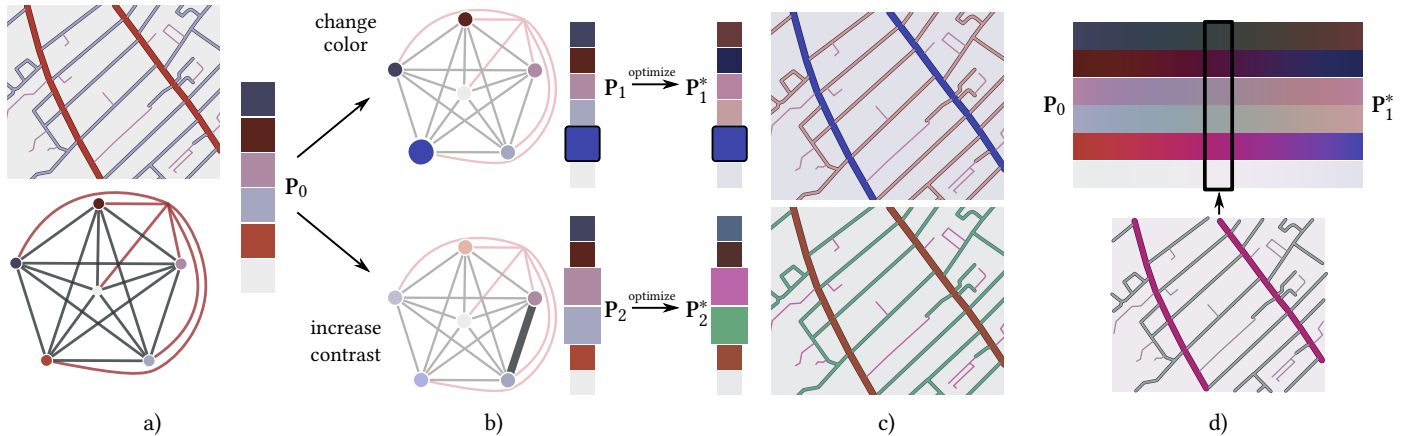 P0
change
color
P1
optimize
P1*
increase
contrast
P2
optimize
P2*
P0
P1*
a)
b)
c)
d)